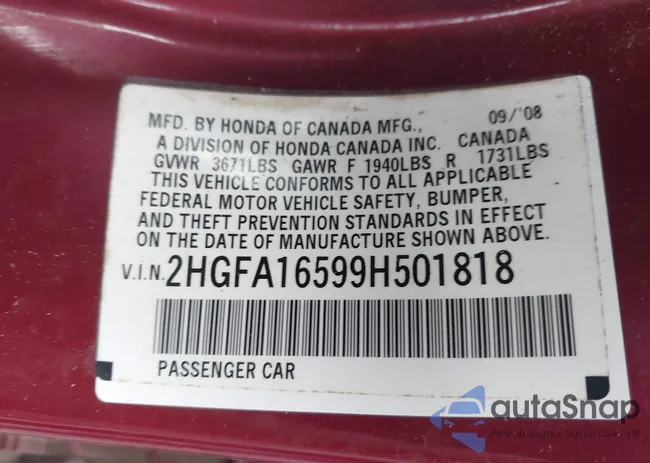 MFD. BY HONDA OF CANADA MFG., 09/'08
A DIVISION OF HONDA CANADA INC. CANADA
GVWR 3671LBS GAWR F 1940LBS R 1731LBS
THIS VEHICLE CONFORMS TO ALL APPLICABLE
FEDERAL MOTOR VEHICLE SAFETY, BUMPER,
AND THEFT PREVENTION STANDARDS IN EFFECT
ON THE DATE OF MANUFACTURE SHOWN ABOVE.
V.I.N. 2HGFA16599H501818
PASSENGER CAR
autaSnap